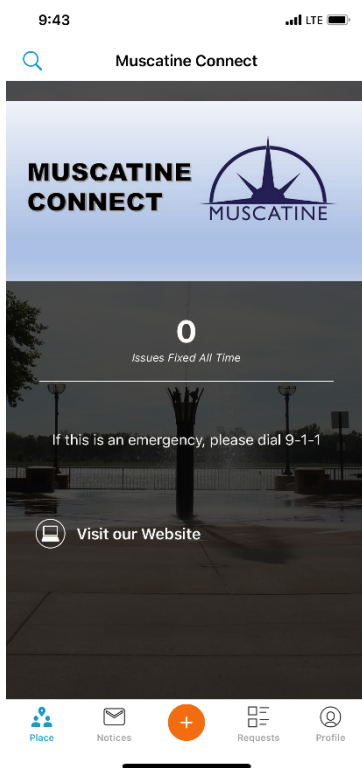 9:43
LTE
Muscatine Connect
MUSCATINE
CONNECT
MUSCATINE
0
Issues Fixed All Time
If this is an emergency, please dial 9-1-1
Visit our Website
Place
Notices
Requests
Profile